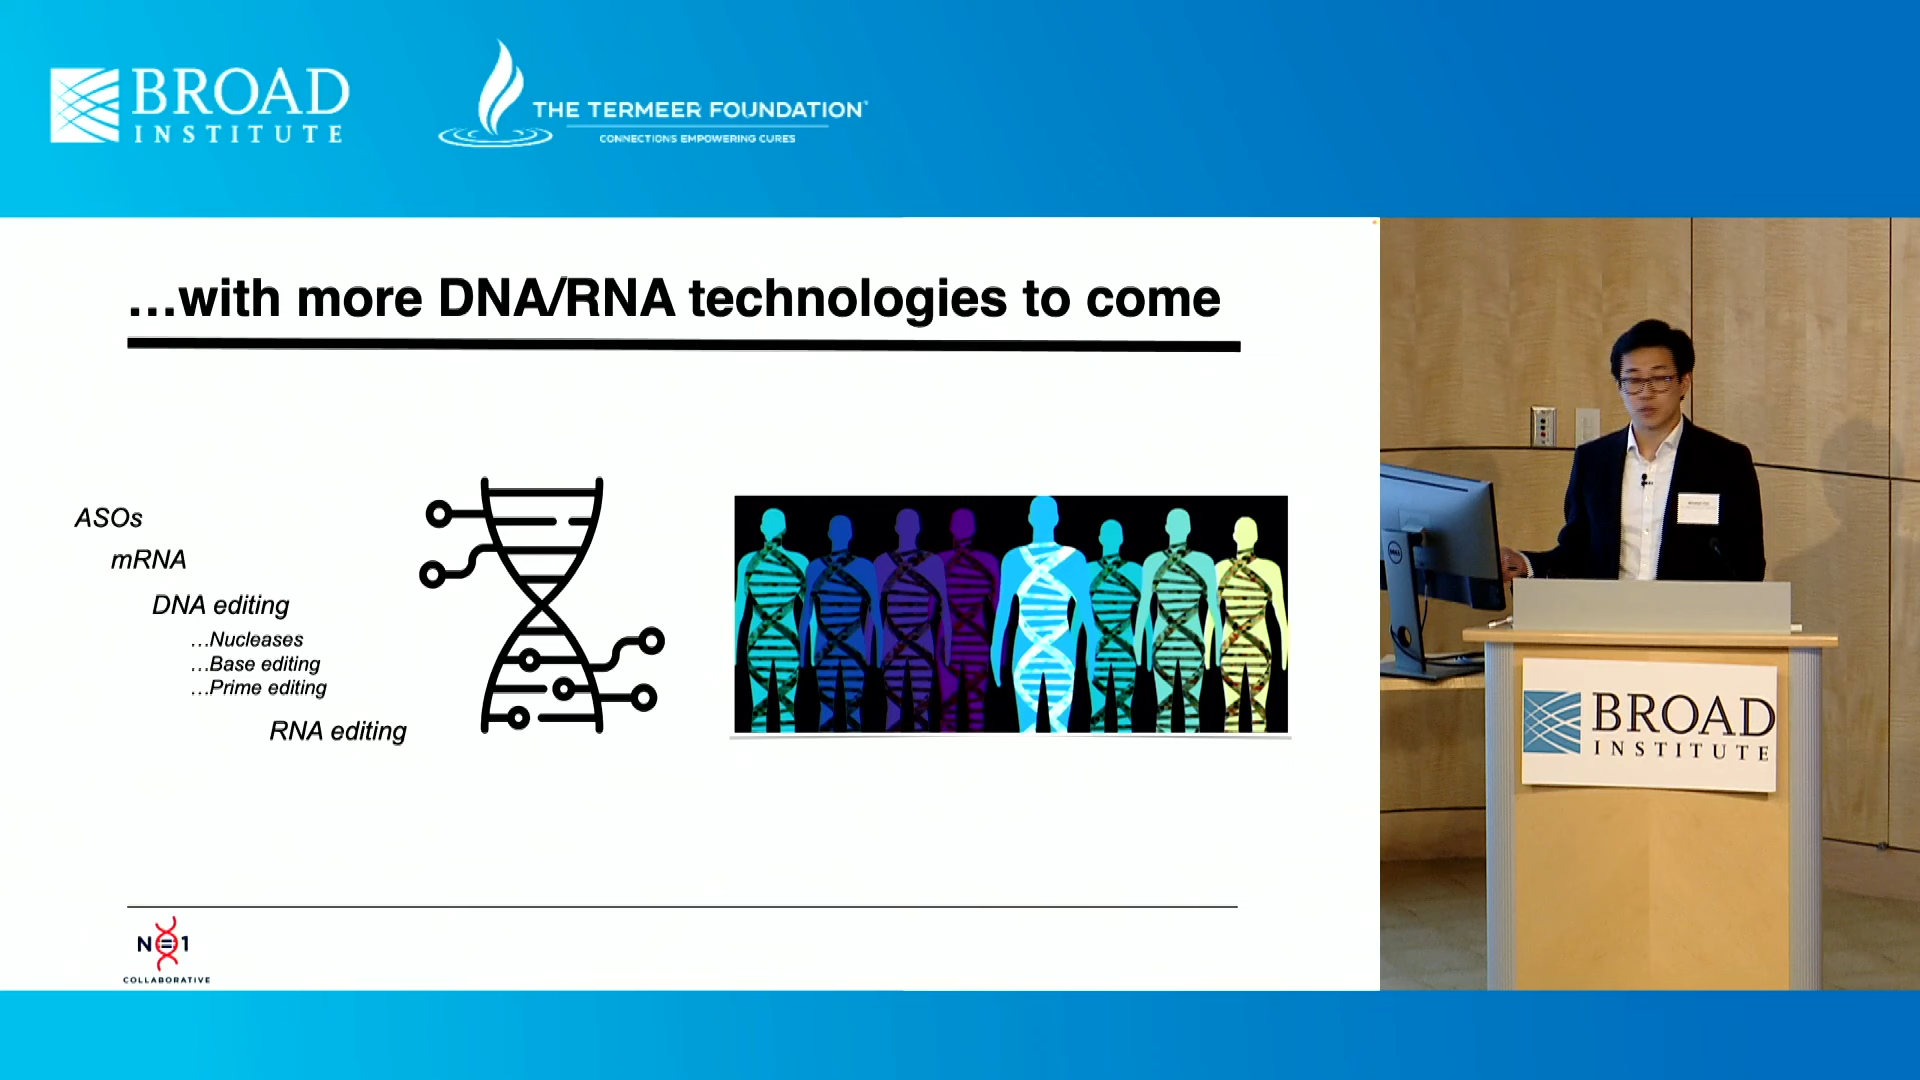 BROAD
INSTITUTE
THE TERMEER FOUNDATION
CONNECTIONS EMPOWERING CURES
...with more DNA/RNA technologies to come
ASOs
mRNA
DNA editing
...Nucleases
...Base editing
...Prime editing
RNA editing
N=1
COLLABORATIVE
DELL
BROAD
INSTITUTE